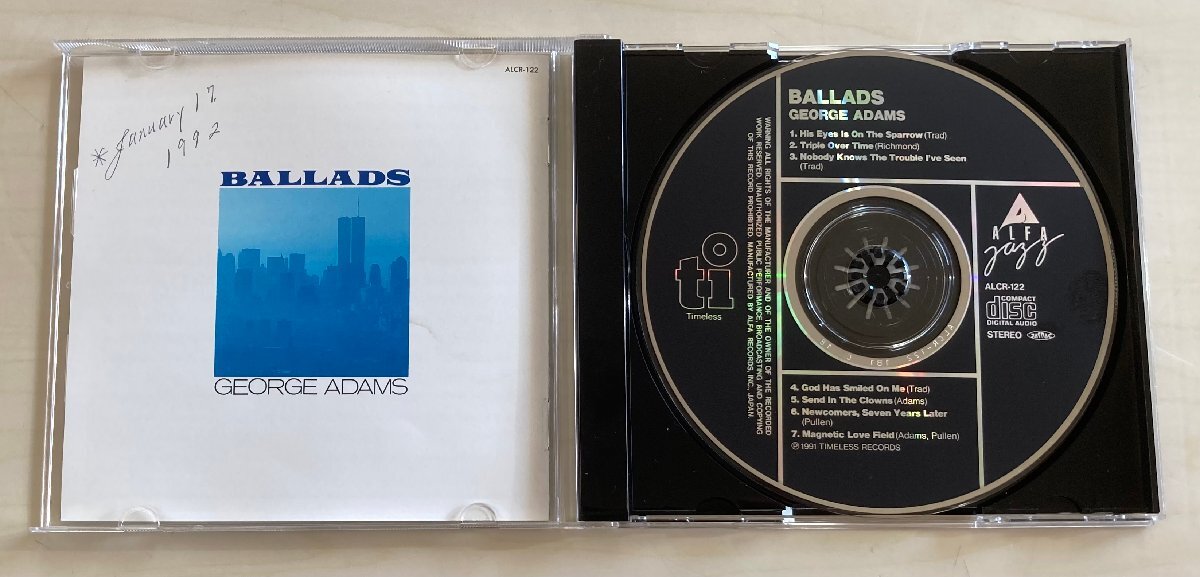 ALCR-122
*January 17
1992
BALLADS
GEORGE ADAMS
BALLADS
GEORGE ADAMS
1. His Eyes Is On The Sparrow (Trad)
2. Triple Over Time (Richmond)
3. Nobody Knows The Trouble I've Seen
(Trad)
WARNING: ALL RIGHTS OF THE MANUFACTURER AND OF THE OWNER OF THE RECORDED
WORK RESERVED. UNAUTHORIZED PUBLIC PERFORMANCE, BROADCASTING AND COPYING
OF THIS RECORD PROHIBITED. MANUFACTURED BY ALFA RECORDS, INC., JAPAN.
ti
Timeless
ALFA
jazz
ALCR-122
COMPACT
disc
DIGITAL AUDIO
STEREO
4. God Has Smiled On Me (Trad)
5. Send In The Clowns (Adams)
6. Newcomers, Seven Years Later
(Pullen)
7. Magnetic Love Field (Adams, Pullen)
℗1991 TIMELESS RECORDS